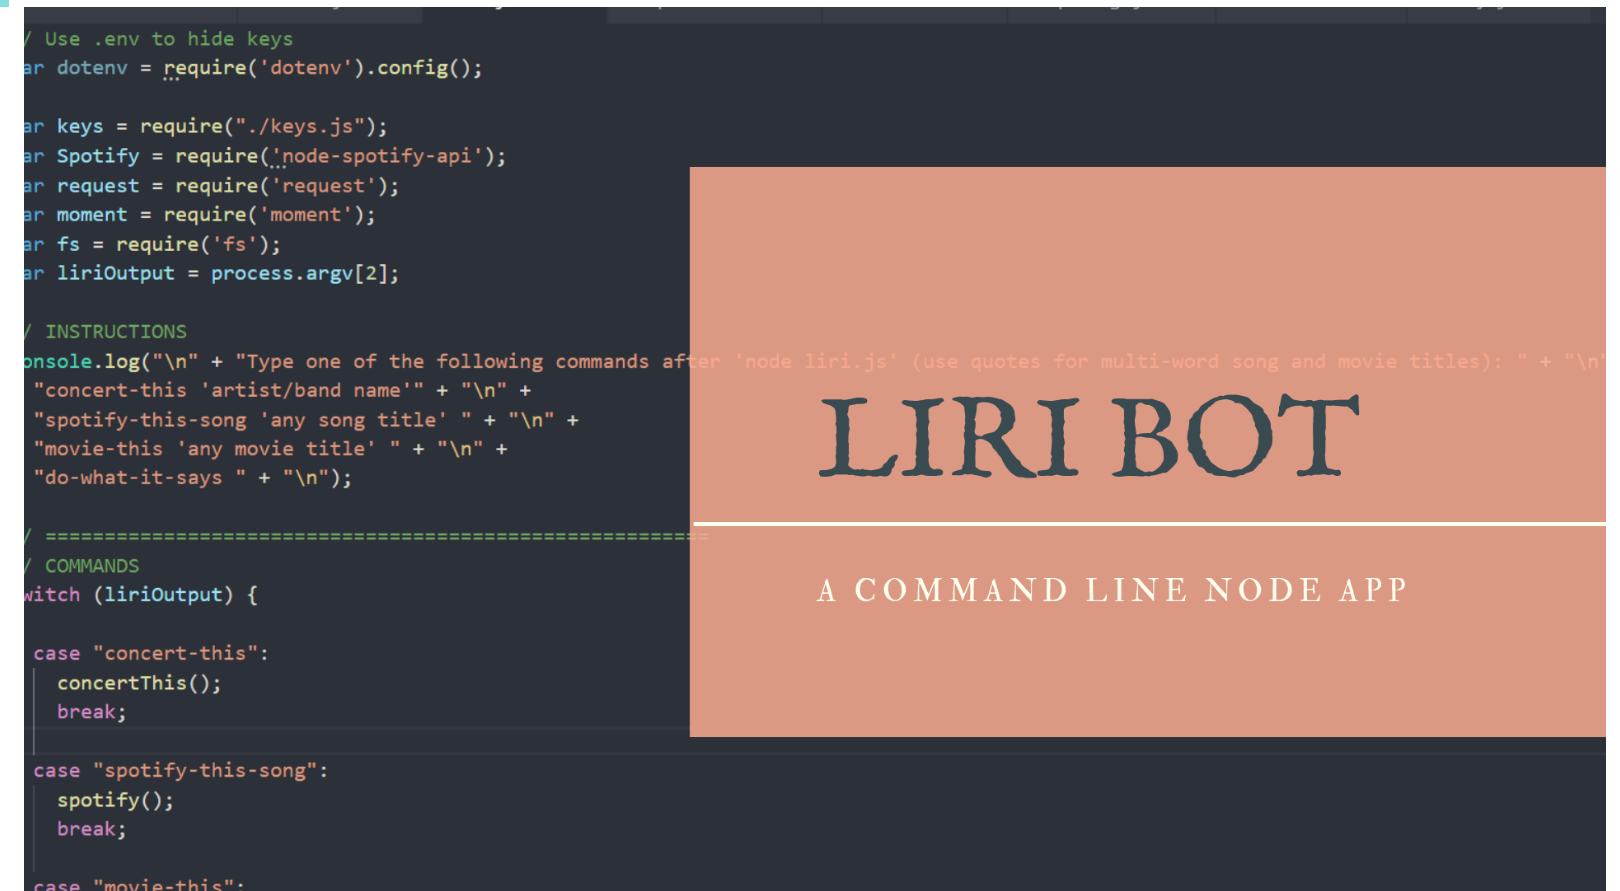 / Use .env to hide keys
ar dotenv = require('dotenv').config();
ar keys = require("./keys.js");
ar Spotify = require('node-spotify-api');
ar request = require('request');
ar moment = require('moment');
ar fs = require('fs');
ar liriOutput = process.argv[2];
/ INSTRUCTIONS
onsole.log("\n" + "Type one of the following commands after 'node liri.js' (use quotes for multi-word song and movie titles): " + "\n"
"concert-this 'artist/band name'" + "\n" +
"spotify-this-song 'any song title' " + "\n" +
"movie-this 'any movie title' " + "\n" +
"do-what-it-says " + "\n");
/ ========================================================
/ COMMANDS
witch (liriOutput) {
case "concert-this":
concertThis();
break;
case "spotify-this-song":
spotify();
break;
case "movie-this":
LIRI BOT
A COMMAND LINE NODE APP